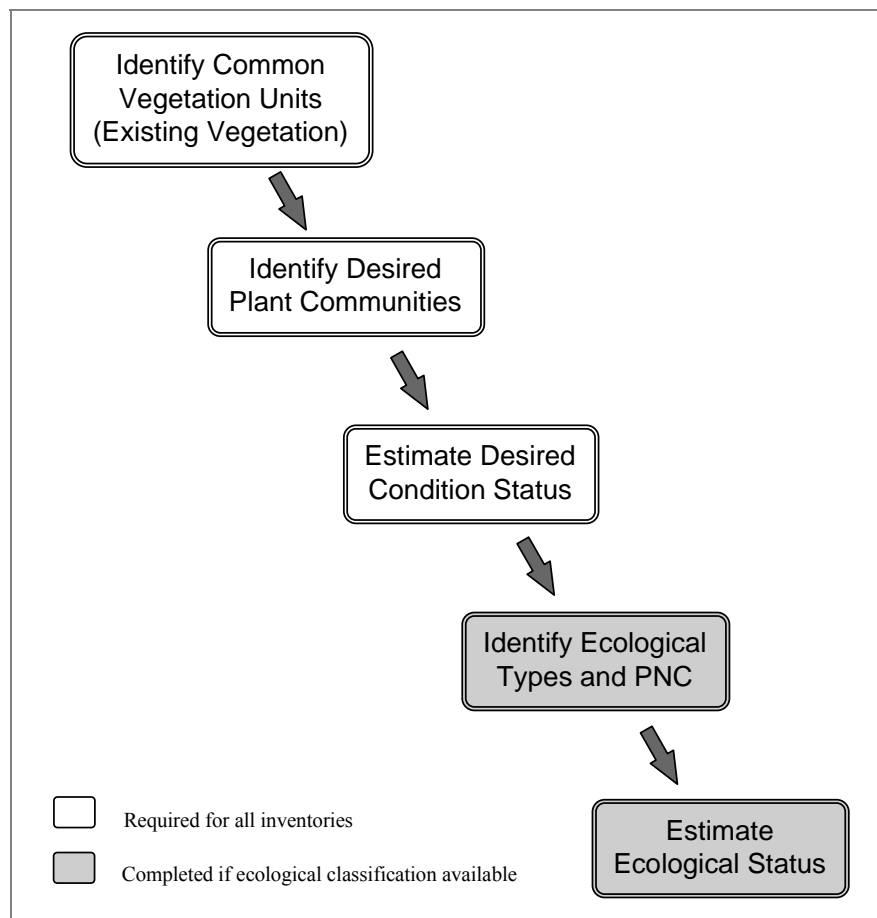 Identify Common
Vegetation Units
(Existing Vegetation)
Identify Desired
Plant Communities
Estimate Desired
Condition Status
Identify Ecological
Types and PNC
Estimate
Ecological Status
Required for all inventories
Completed if ecological classification available